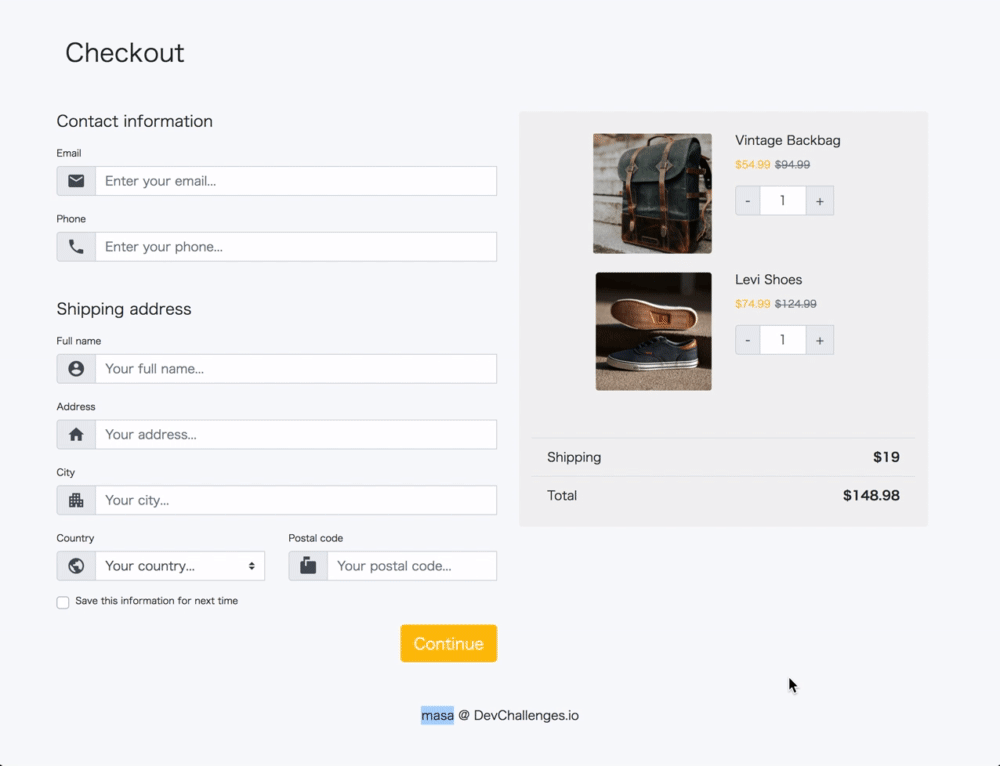 Checkout
Contact information
Email
Enter your email...
Phone
Enter your phone...
Shipping address
Full name
Your full name...
Address
Your address...
City
Your city...
Country
Your country...
Postal code
Your postal code...
Save this information for next time
Continue
Vintage Backbag
$54.99 $94.99
- 1 +
Levi Shoes
$74.99 $124.99
- 1 +
Shipping $19
Total $148.98
masa @ DevChallenges.io